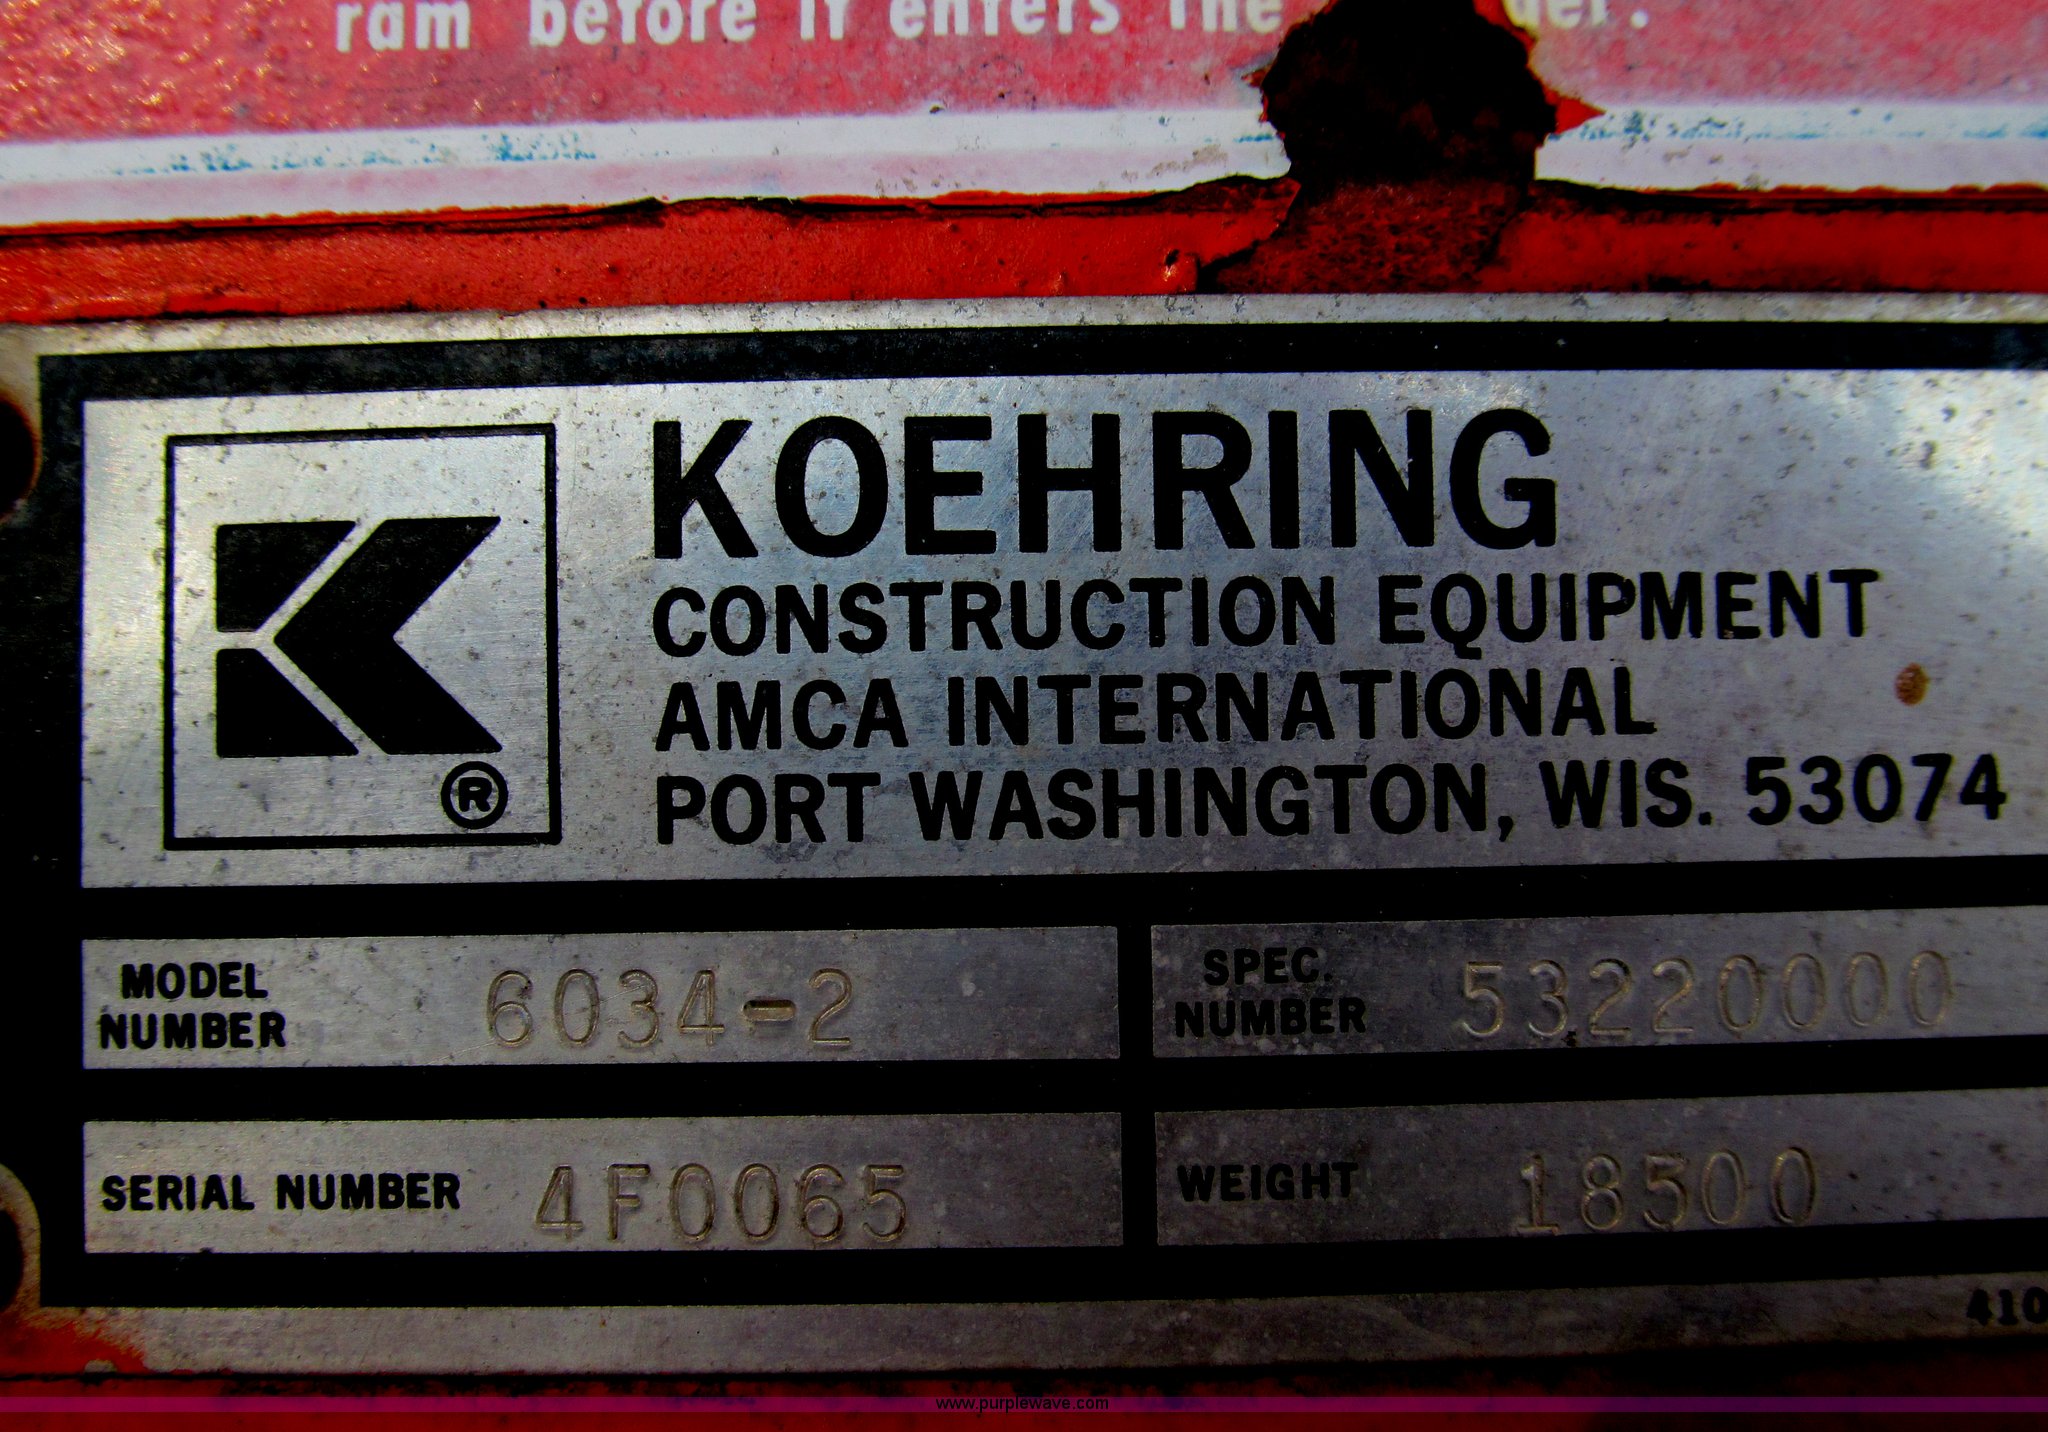 ram before it enters the
KOEHRING
CONSTRUCTION EQUIPMENT
AMCA INTERNATIONAL
PORT WASHINGTON, WIS. 53074
®
MODEL NUMBER 6034-2
SPEC. NUMBER 53220000
SERIAL NUMBER 4F0065
WEIGHT 18500
410
www.purplewave.com